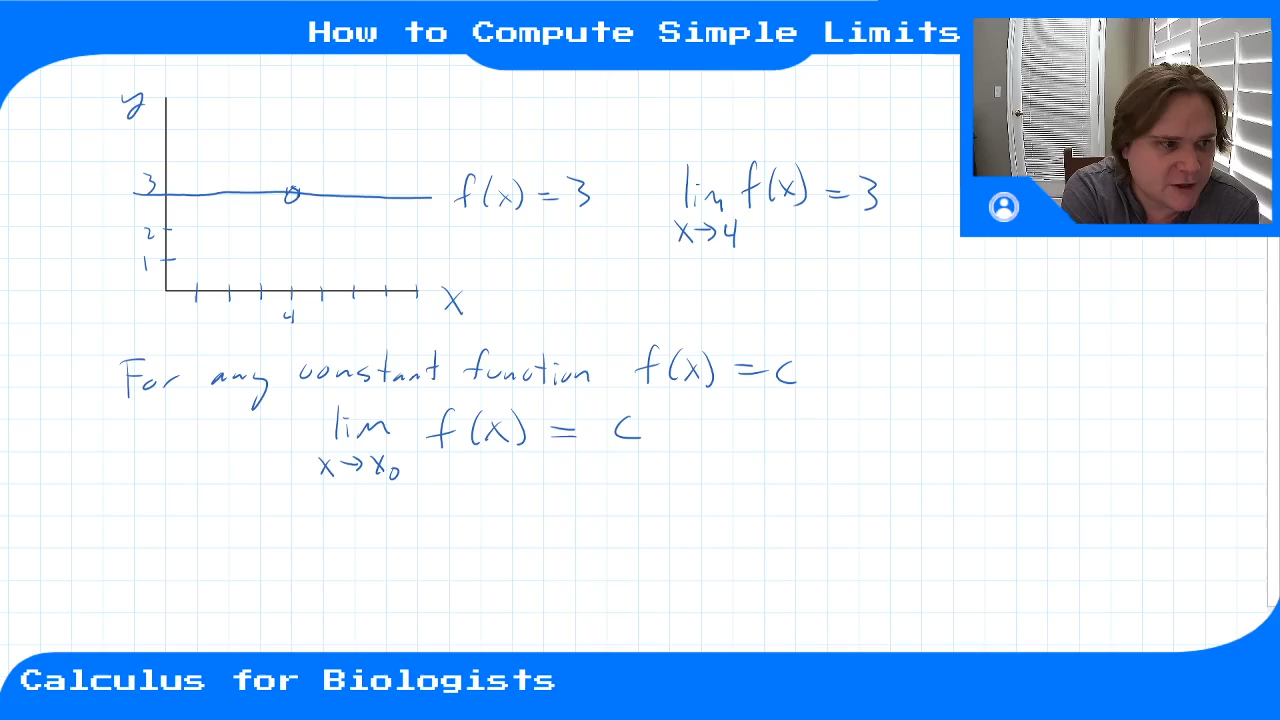 How to Compute Simple Limits
y
3
f(x) = 3
lim f(x) = 3
x→4
2
1
4
x
For any constant function f(x) = c
lim f(x) = c
x→x₀
Calculus for Biologists